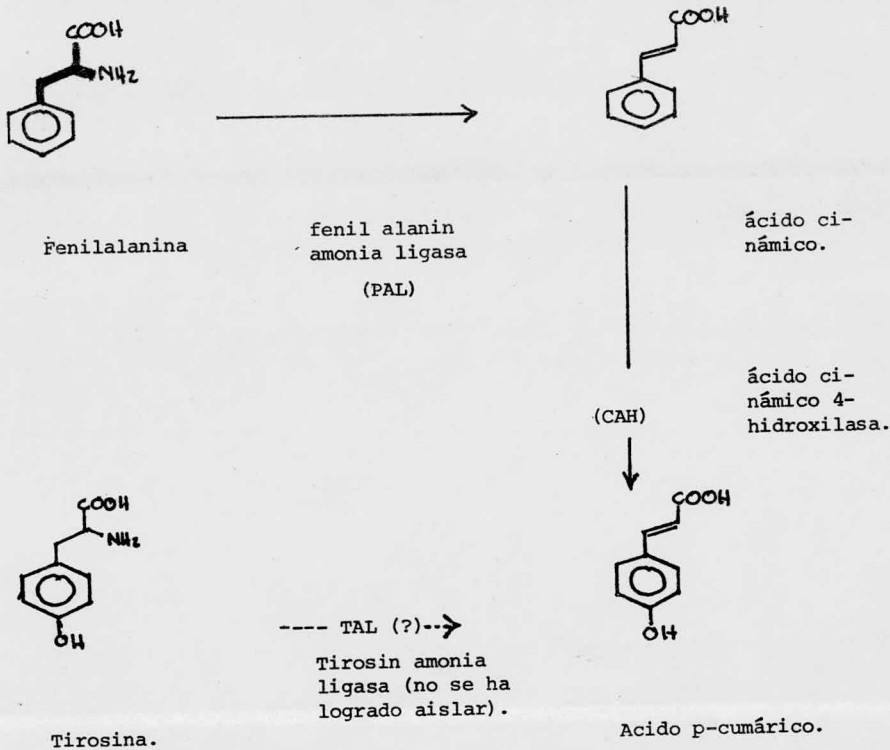 COOH
NH2
COOH
Fenilalanina
fenil alanin
amonia ligasa
(PAL)
ácido ci-
námico.
(CAH)
ácido ci-
námico 4-
hidroxilasa.
COOH
NH2
OH
---- TAL (?)-->
Tirosin amonia
ligasa (no se ha
logrado aislar).
COOH
OH
Tirosina.
Acido p-cumárico.